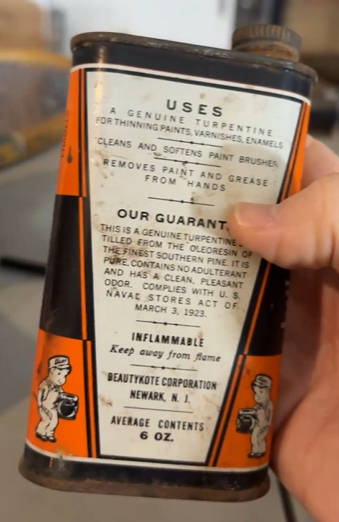 USES
A GENUINE TURPENTINE
FOR THINNING PAINTS, VARNISHES, ENAMELS
CLEANS AND SOFTENS PAINT BRUSHES
REMOVES PAINT AND GREASE
FROM HANDS
OUR GUARANT
THIS IS A GENUINE TURPENTINE
TILLED FROM THE OLEORESIN OF
THE FINEST SOUTHERN PINE. IT IS
PURE, CONTAINS NO ADULTERANT
AND HAS A CLEAN, PLEASANT
ODOR. COMPLIES WITH U. S.
NAVAL STORES ACT OF
MARCH 3, 1923.
INFLAMMABLE
Keep away from flame
BEAUTYKOTE CORPORATION
NEWARK, N. J.
AVERAGE CONTENTS
6 OZ.